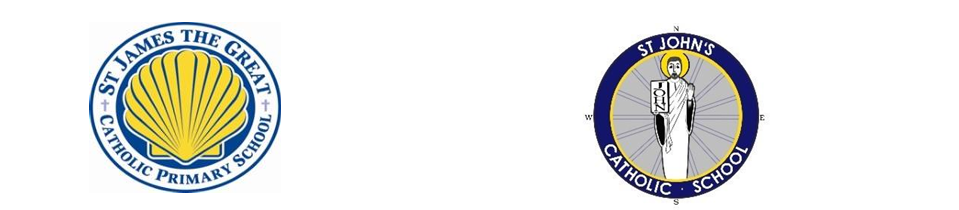 ST JAMES THE GREAT
CATHOLIC PRIMARY SCHOOL
N
ST JOHN'S
JOHN
W
E
CATHOLIC · SCHOOL
S